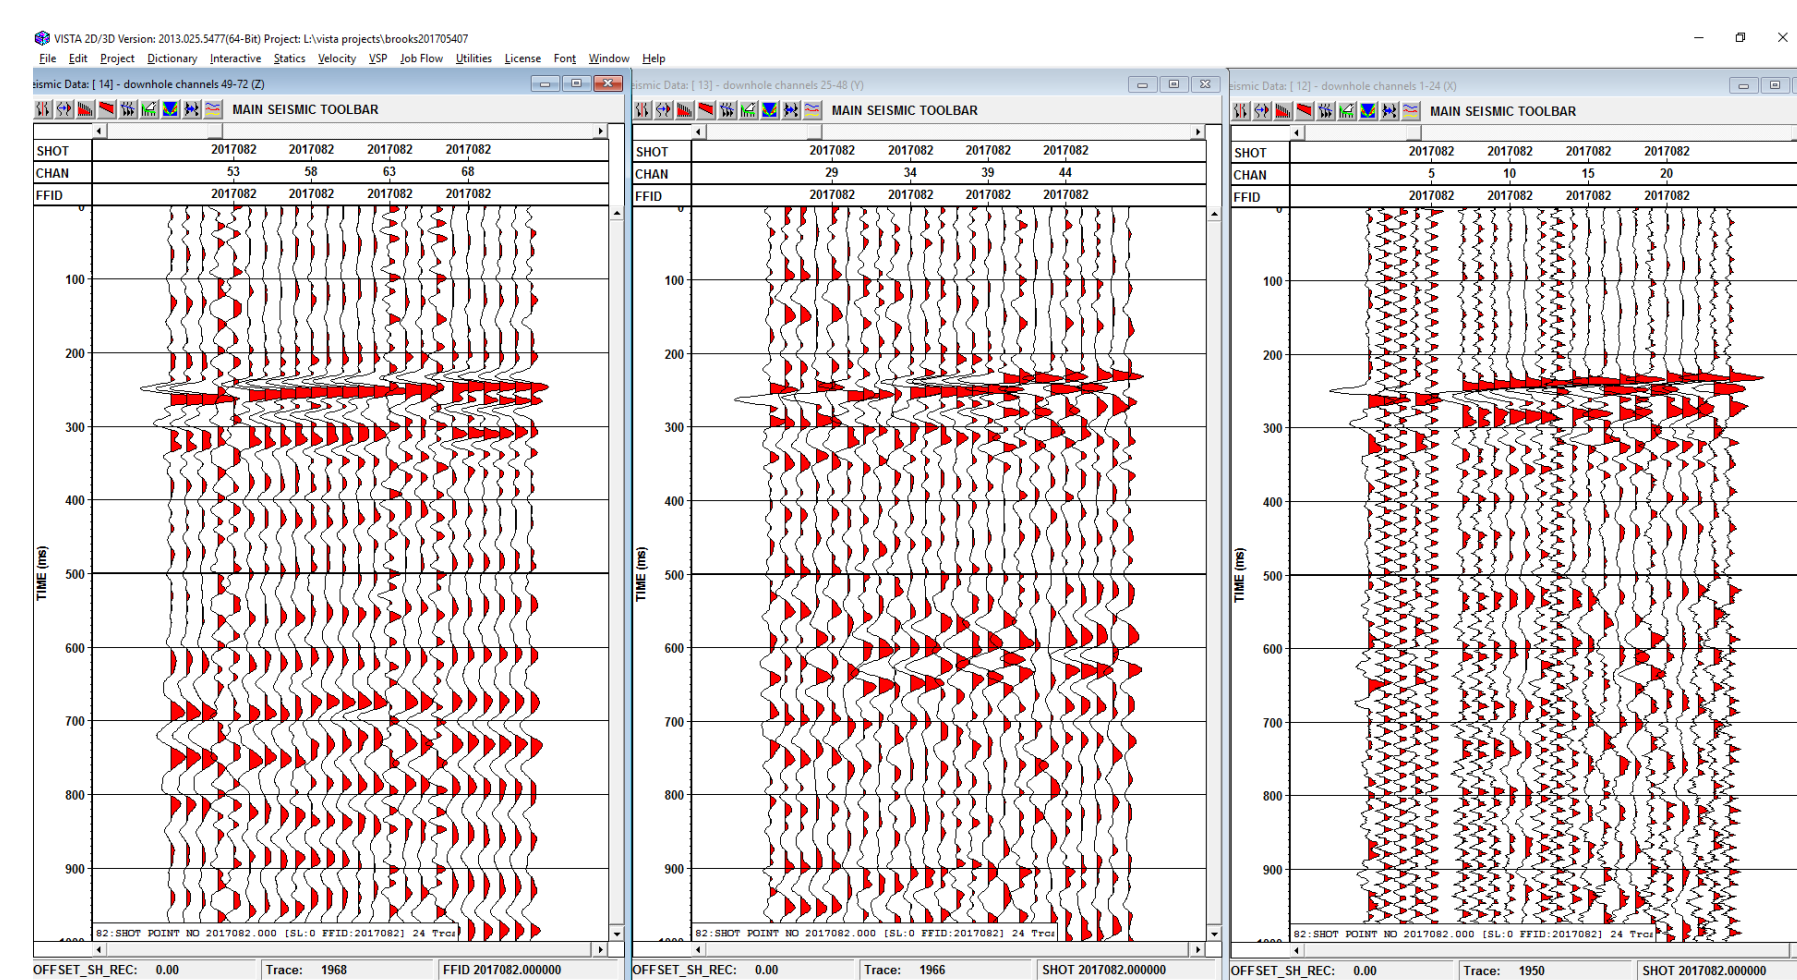 VISTA 2D/3D Version: 2013.025.5477(64-Bit) Project: L:\vista projects\brooks201705407
File Edit Project Dictionary Interactive Statics Velocity VSP Job Flow Utilities License Font Window Help
eismic Data: [ 14] - downhole channels 49-72 (Z)
MAIN SEISMIC TOOLBAR
SHOT 2017082 2017082 2017082 2017082
CHAN 53 58 63 68
FFID 2017082 2017082 2017082 2017082
0
100
200
300
400
500
600
700
800
900
1000
TIME (ms)
82:SHOT POINT NO 2017082.000 [SL:0 FFID:2017082] 24 Trc
OFFSET_SH_REC: 0.00 Trace: 1968 FFID 2017082.000000
eismic Data: [ 13] - downhole channels 25-48 (Y)
MAIN SEISMIC TOOLBAR
SHOT 2017082 2017082 2017082 2017082
CHAN 29 34 39 44
FFID 2017082 2017082 2017082 2017082
0
100
200
300
400
500
600
700
800
900
1000
TIME (ms)
82:SHOT POINT NO 2017082.000 [SL:0 FFID:2017082] 24 Trc
OFFSET_SH_REC: 0.00 Trace: 1966 SHOT 2017082.000000
eismic Data: [ 12] - downhole channels 1-24 (X)
MAIN SEISMIC TOOLBAR
SHOT 2017082 2017082 2017082 2017082
CHAN 5 10 15 20
FFID 2017082 2017082 2017082 2017082
0
100
200
300
400
500
600
700
800
900
1000
TIME (ms)
82:SHOT POINT NO 2017082.000 [SL:0 FFID:2017082] 24 Trc
OFFSET_SH_REC: 0.00 Trace: 1950 SHOT 2017082.000000